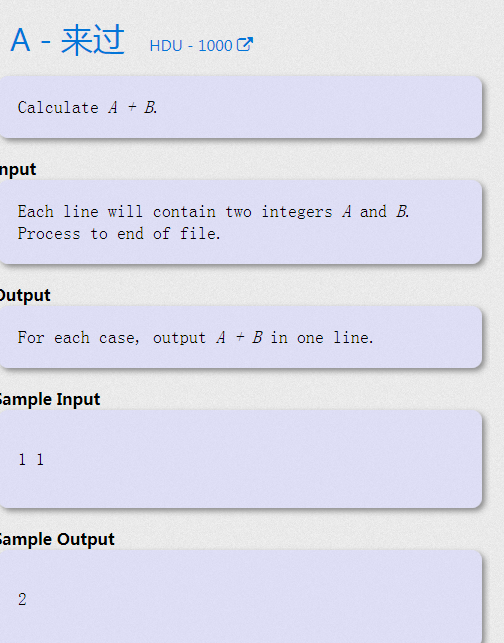 A - 来过 HDU - 1000
Calculate A + B.
nput
Each line will contain two integers A and B.
Process to end of file.
Output
For each case, output A + B in one line.
Sample Input
1 1
Sample Output
2